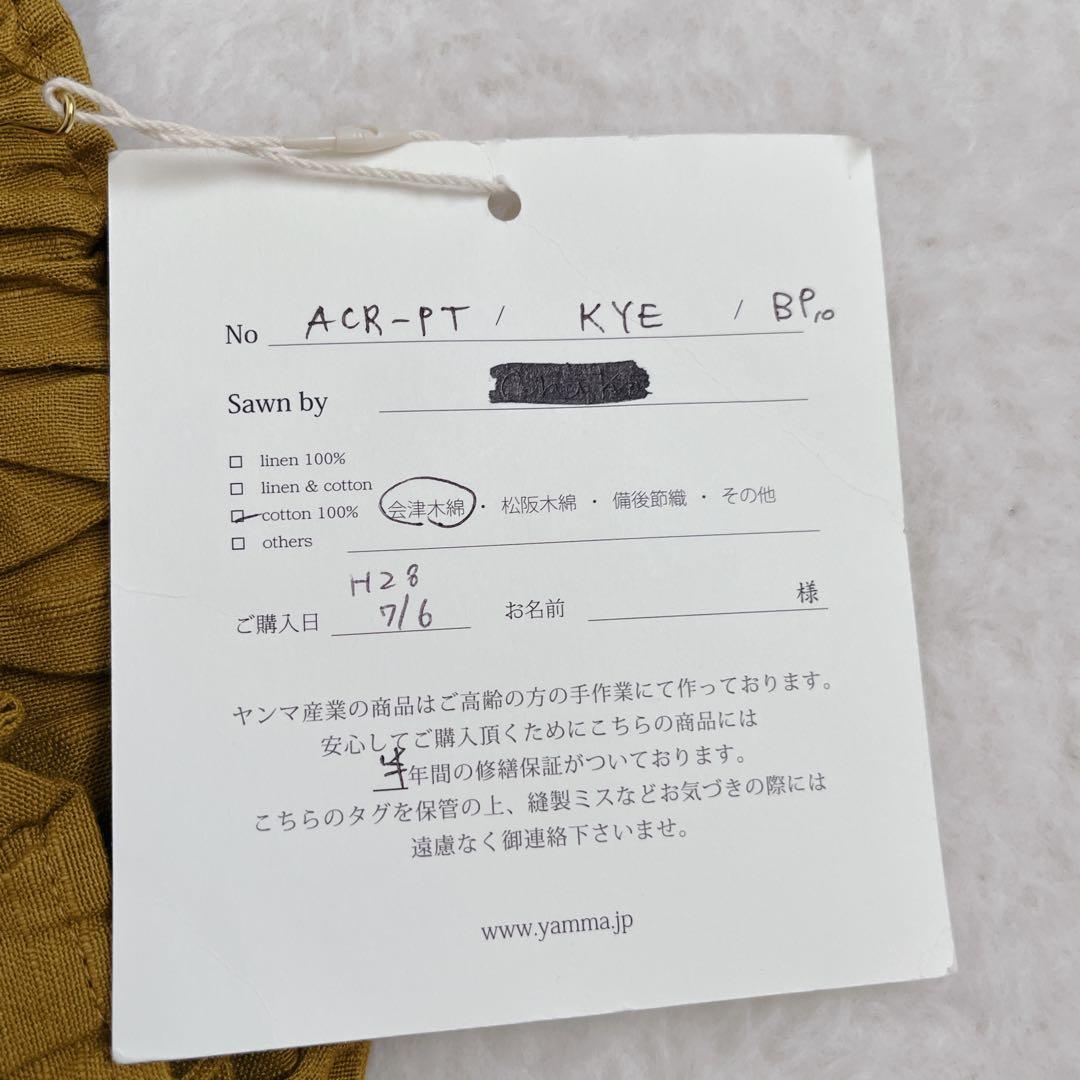 No ACR-PT / KYE / BP10
Sawn by
□ linen 100%
□ linen & cotton
□ cotton 100% 会津木綿 ・ 松阪木綿 ・ 備後節織 ・ その他
□ others
H28
ご購入日 7/6 お名前 様
ヤンマ産業の商品はご高齢の方の手作業にて作っております。
安心してご購入頂くためにこちらの商品には
半年間の修繕保証がついております。
こちらのタグを保管の上、縫製ミスなどお気づきの際には
遠慮なく御連絡下さいませ。
www.yamma.jp